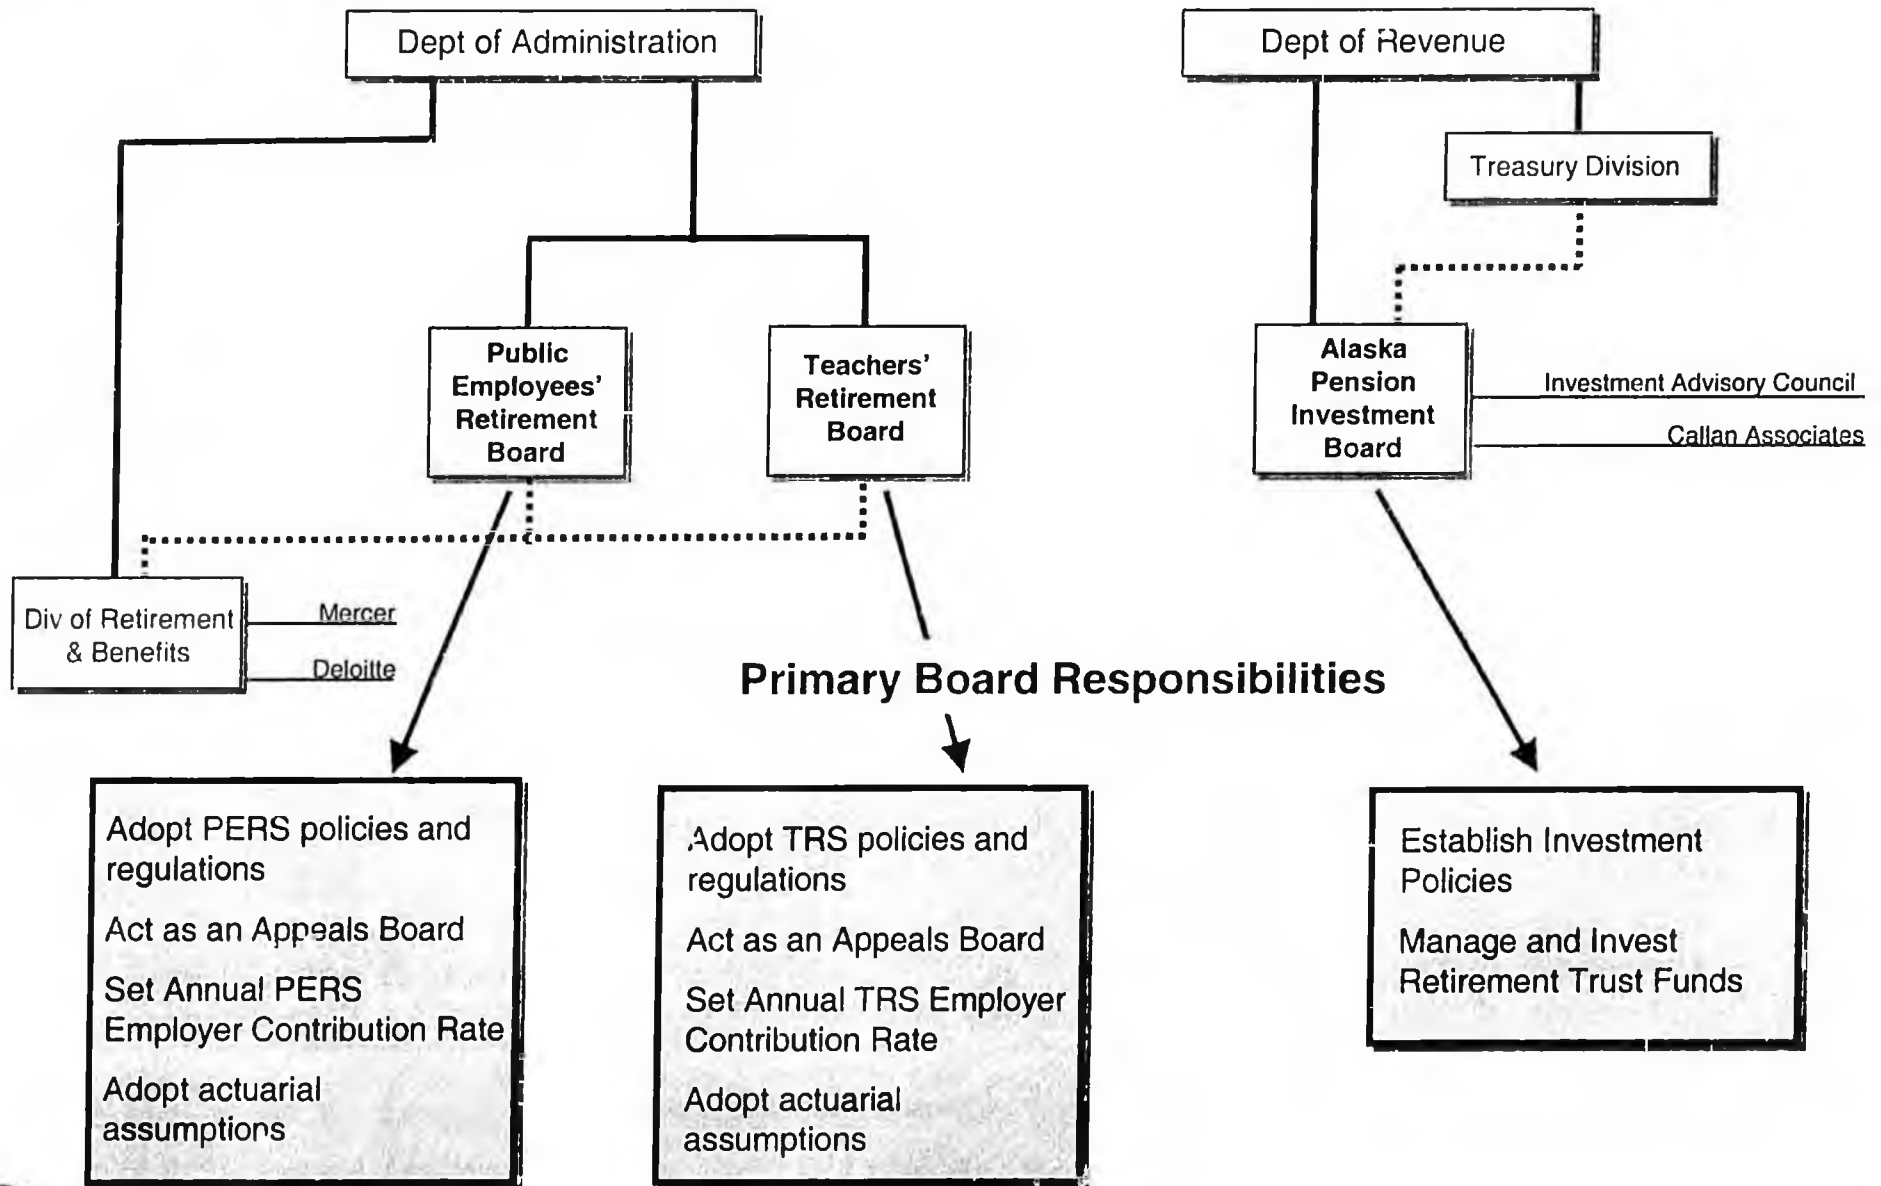 Dept of Administration
Dept of Revenue
Treasury Division
Public
Employees'
Retirement
Board
Teachers'
Retirement
Board
Alaska
Pension
Investment
Board
Investment Advisory Council
Callan Associates
Div of Retirement
& Benefits
Mercer
Deloitte
Primary Board Responsibilities
Adopt PERS policies and
regulations
Act as an Appeals Board
Set Annual PERS
Employer Contribution Rate
Adopt actuarial
assumptions
Adopt TRS policies and
regulations
Act as an Appeals Board
Set Annual TRS Employer
Contribution Rate
Adopt actuarial
assumptions
Establish Investment
Policies
Manage and Invest
Retirement Trust Funds